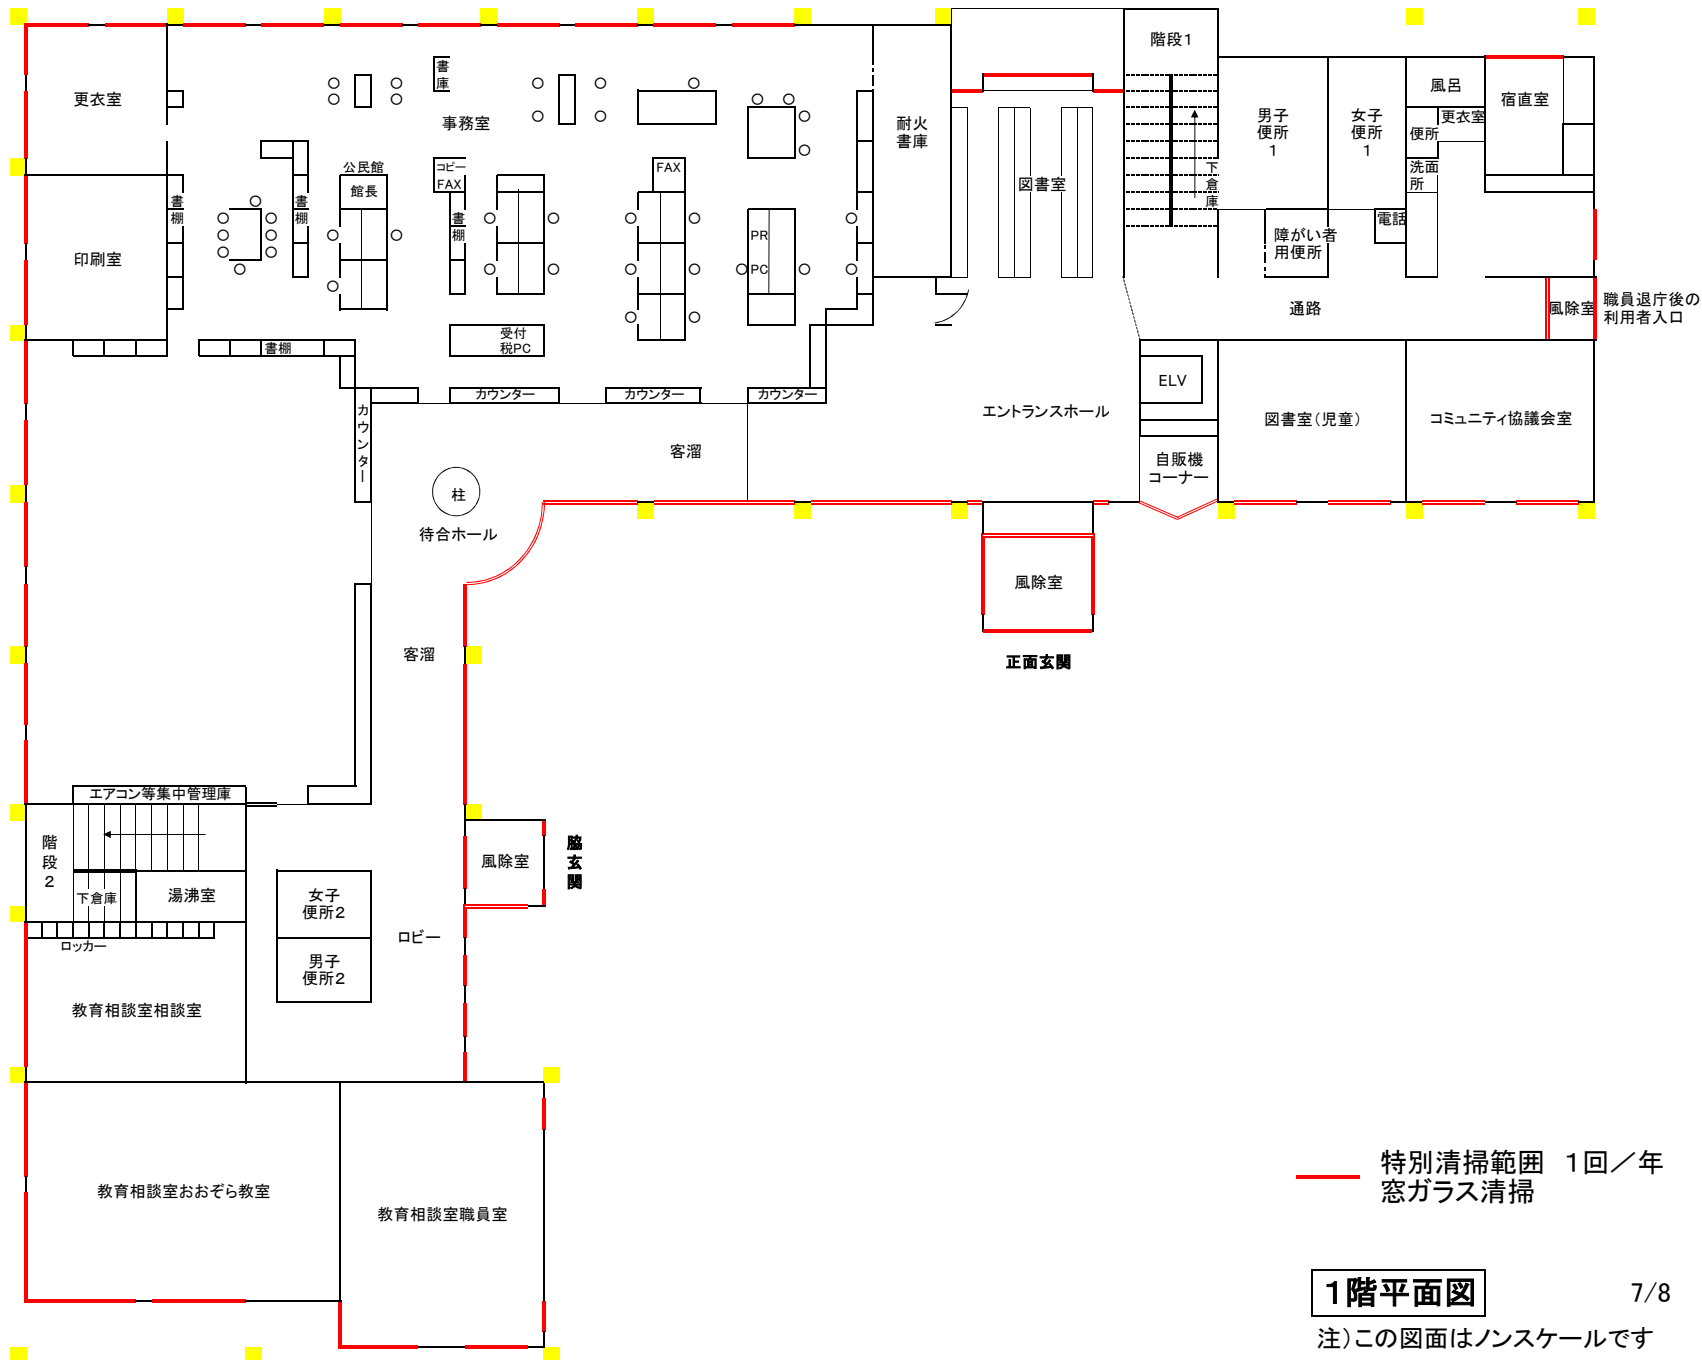 階段1
更衣室
書
庫
事務室
耐火
書庫
男子
便所
1
女子
便所
1
風呂
更衣室
便所
洗面
所
宿直室
公民館
館長
コピー
FAX
FAX
図書室
下
倉
庫
書
棚
書
棚
書
棚
印刷室
PR
PC
電話
障がい者
用便所
通路
風除室
職員退庁後の
利用者入口
受付
税PC
書棚
カウンター
カウンター
カウンター
カウンター
ELV
エントランスホール
図書室(児童)
コミュニティ協議会室
客溜
自販機
コーナー
柱
待合ホール
風除室
正面玄関
客溜
エアコン等集中管理庫
階
段
2
下倉庫
湯沸室
女子
便所2
風除室
脇
玄
関
ロッカー
男子
便所2
ロビー
教育相談室相談室
教育相談室おおぞら教室
教育相談室職員室
特別清掃範囲 1回/年
窓ガラス清掃
1階平面図
7/8
注)この図面はノンスケールです